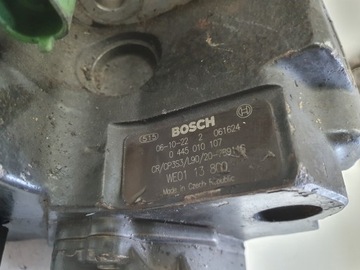 515 BOSCH
06-10-22 2 061624
0 445 010 107
CR/CP3S3/L90/20-
WE01 13 800
Made in Czech Republic